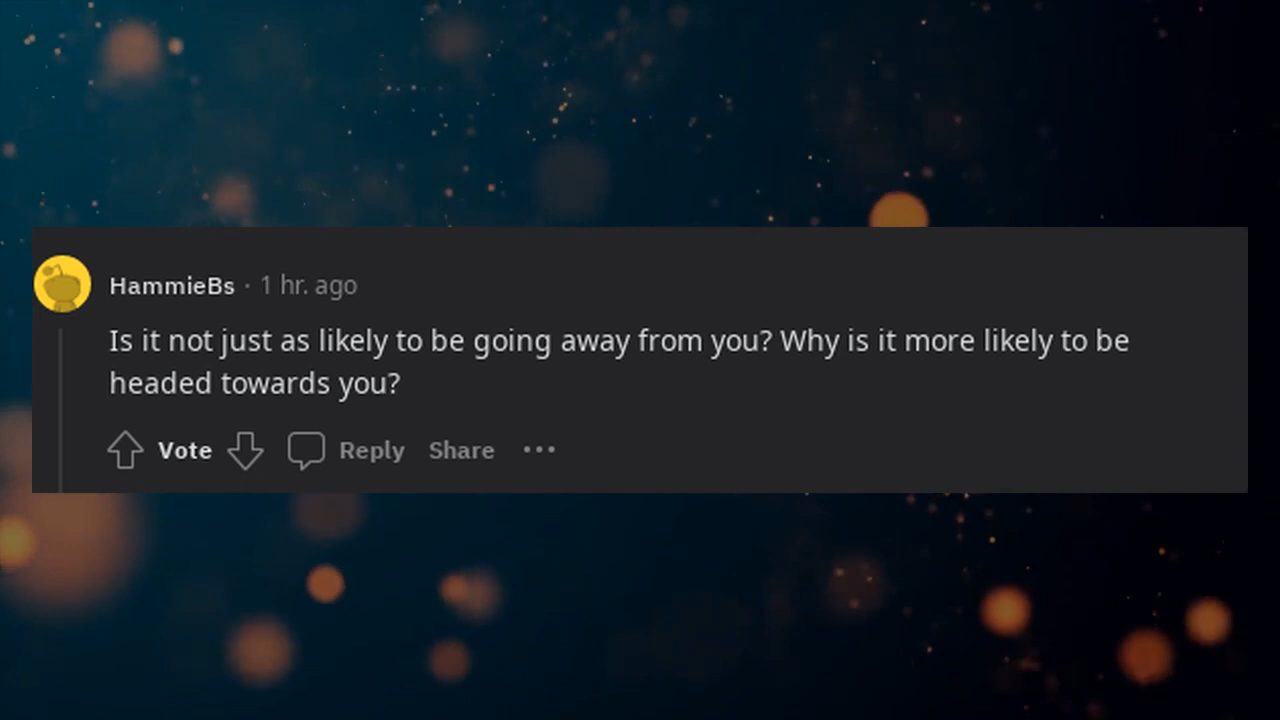 HammieBs · 1 hr. ago
Is it not just as likely to be going away from you? Why is it more likely to be
headed towards you?
Vote Reply Share •••